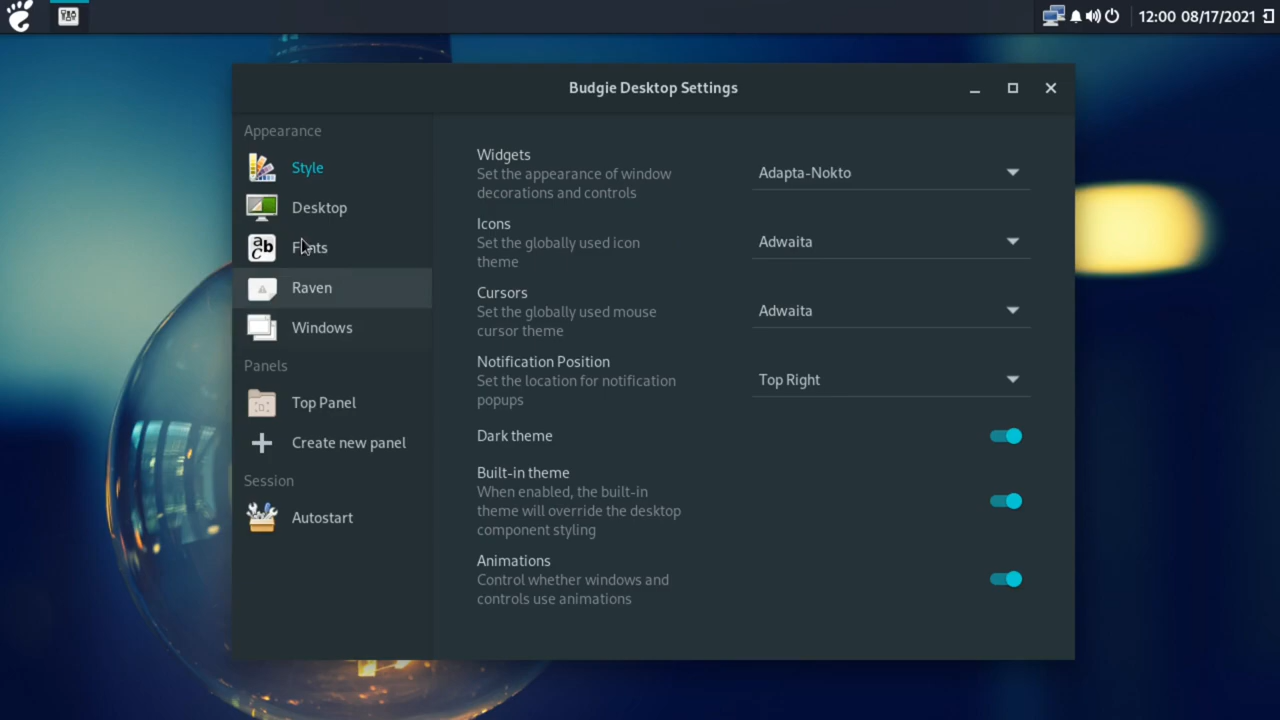 12:00 08/17/2021
Budgie Desktop Settings
Appearance
Style
Desktop
Fonts
Raven
Windows
Panels
Top Panel
Create new panel
Session
Autostart
Widgets
Set the appearance of window
decorations and controls
Adapta-Nokto
Icons
Set the globally used icon
theme
Adwaita
Cursors
Set the globally used mouse
cursor theme
Adwaita
Notification Position
Set the location for notification
popups
Top Right
Dark theme
Built-in theme
When enabled, the built-in
theme will override the desktop
component styling
Animations
Control whether windows and
controls use animations